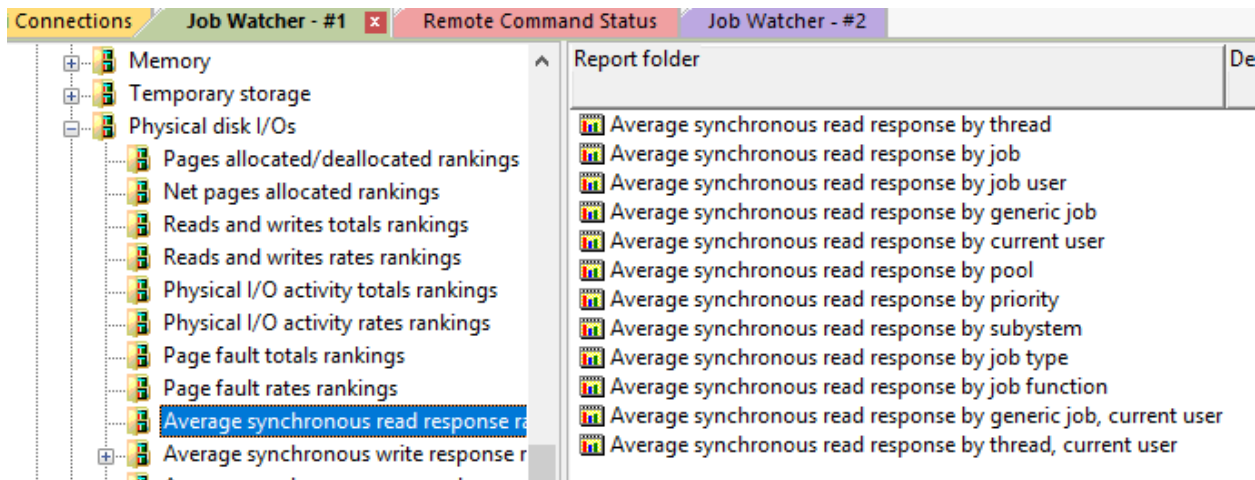 Connections
Job Watcher - #1
Remote Command Status
Job Watcher - #2
Memory
Temporary storage
Physical disk I/Os
Pages allocated/deallocated rankings
Net pages allocated rankings
Reads and writes totals rankings
Reads and writes rates rankings
Physical I/O activity totals rankings
Physical I/O activity rates rankings
Page fault totals rankings
Page fault rates rankings
Average synchronous read response ra
Average synchronous write response r
Report folder
De
Average synchronous read response by thread
Average synchronous read response by job
Average synchronous read response by job user
Average synchronous read response by generic job
Average synchronous read response by current user
Average synchronous read response by pool
Average synchronous read response by priority
Average synchronous read response by subystem
Average synchronous read response by job type
Average synchronous read response by job function
Average synchronous read response by generic job, current user
Average synchronous read response by thread, current user